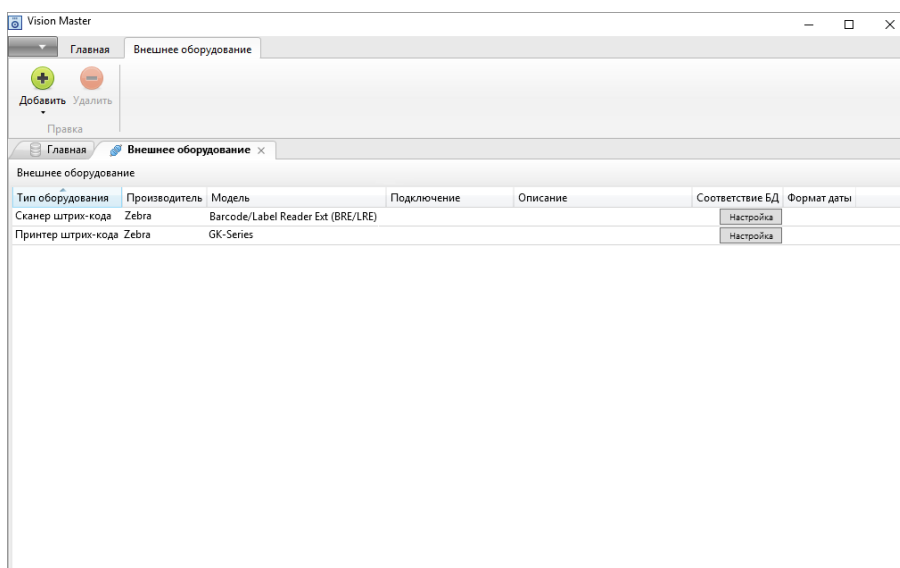 Vision Master
Главная Внешнее оборудование
Добавить Удалить
Правка
Главная Внешнее оборудование
Внешнее оборудование
Тип оборудования Производитель Модель Подключение Описание Соответствие БД Формат даты
Сканер штрих-кода Zebra Barcode/Label Reader Ext (BRE/LRE) Настройка
Принтер штрих-кода Zebra GK-Series Настройка